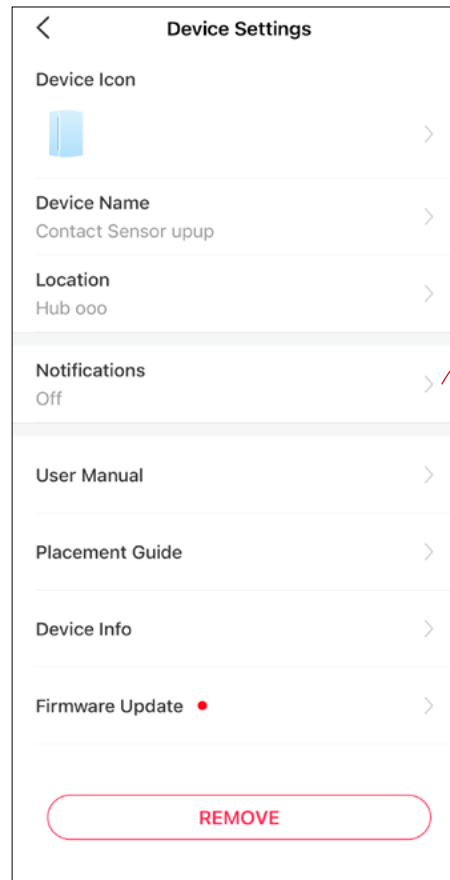 Device Settings
Device Icon
Device Name
Contact Sensor upup
Location
Hub ooo
Notifications
Off
User Manual
Placement Guide
Device Info
Firmware Update
REMOVE